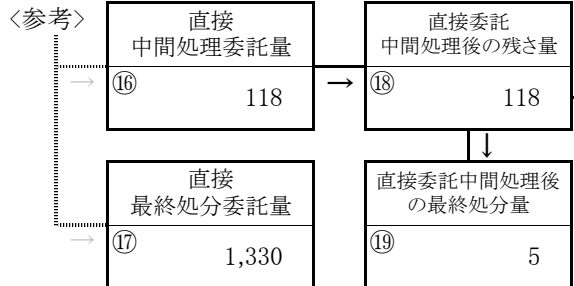 〈参考〉
直接
中間処理委託量
⑯
118
→
→
直接委託
中間処理後の残さ量
⑱
118
↓
直接
最終処分委託量
→
⑰
1,330
直接委託中間処理後
の最終処分量
⑲
5